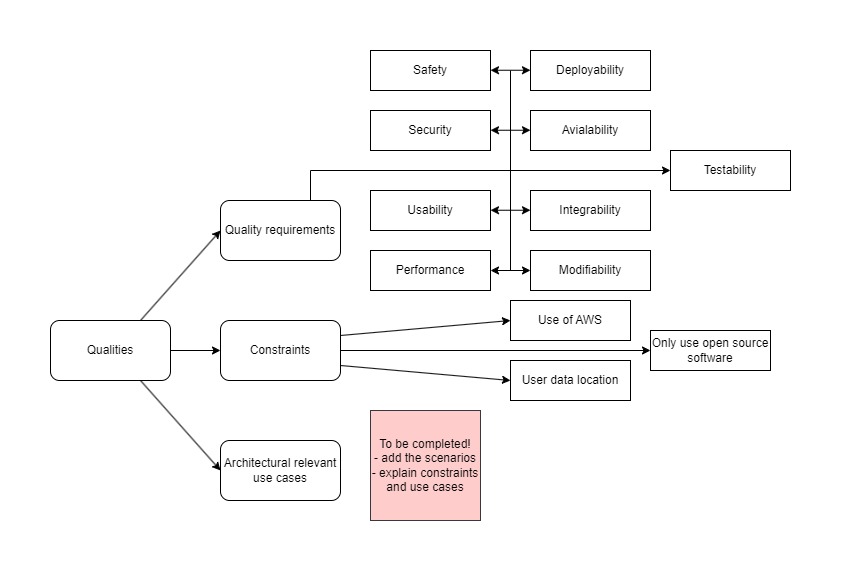 Safety
Deployability
Security
Avialability
Testability
Usability
Integrability
Quality requirements
Performance
Modifiability
Use of AWS
Qualities
Constraints
Only use open source
software
User data location
Architectural relevant
use cases
To be completed!
- add the scenarios
- explain constraints
and use cases